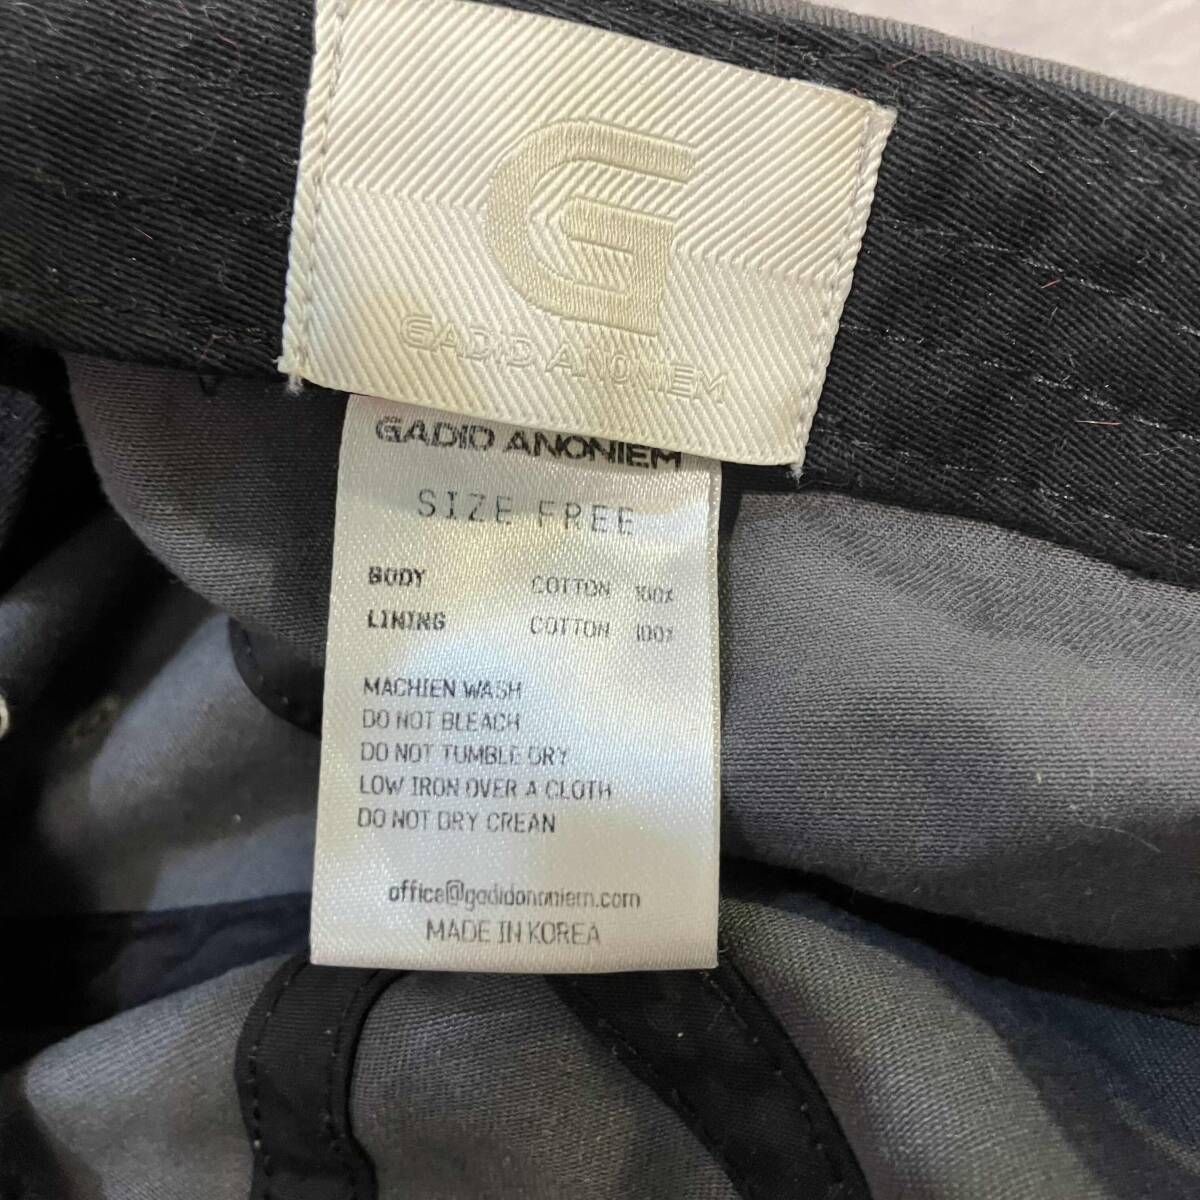 G
GADID ANONIEM
GADID ANONIEM
SIZE FREE
BODY COTTON 100%
LINING COTTON 100%
MACHIEN WASH
DO NOT BLEACH
DO NOT TUMBLE DRY
LOW IRON OVER A CLOTH
DO NOT DRY CREAN
office@gadidanoniem.com
MADE IN KOREA